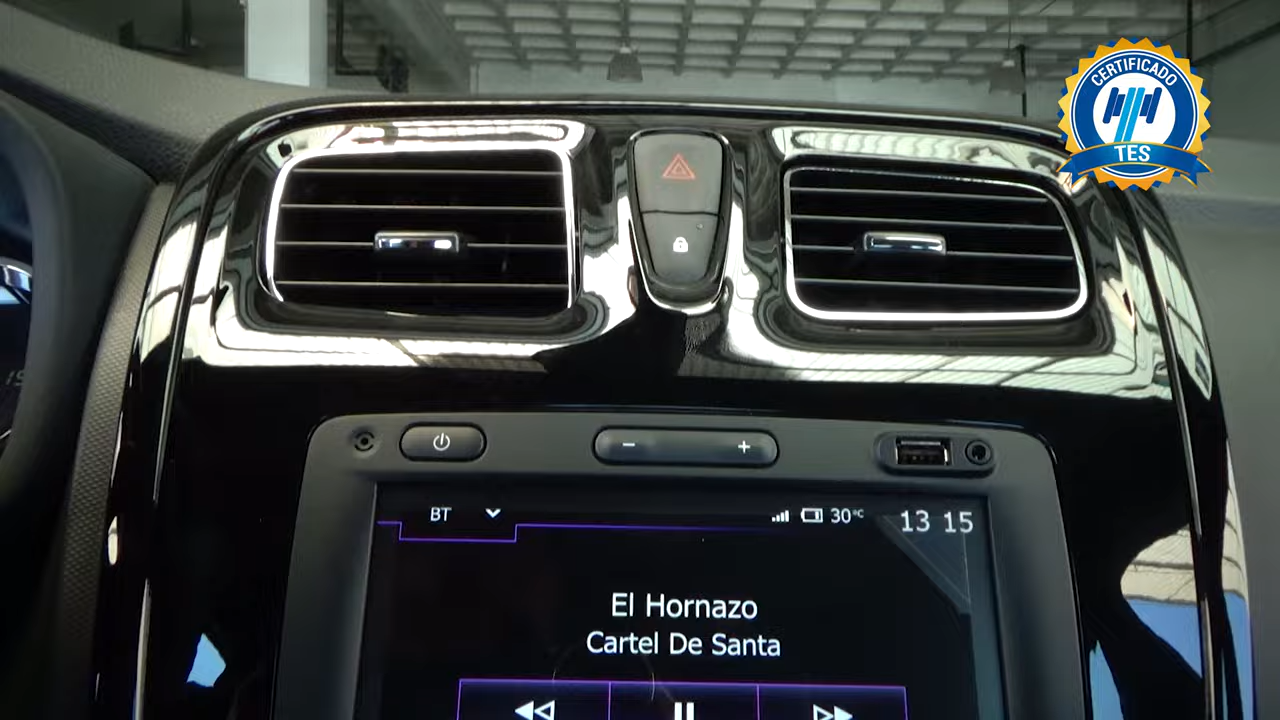 CERTIFICADO
TES
BT
30°C
13 15
El Hornazo
Cartel De Santa